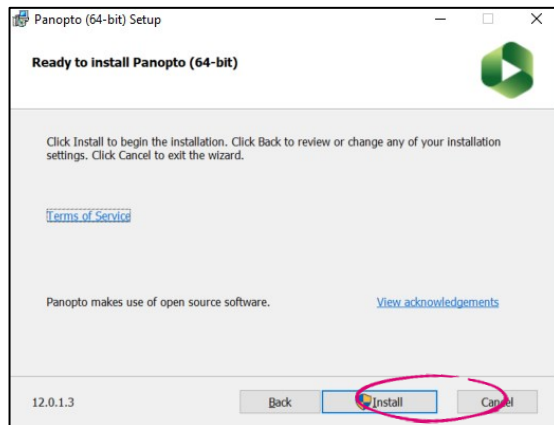 Panopto (64-bit) Setup
Ready to install Panopto (64-bit)
Click Install to begin the installation. Click Back to review or change any of your installation
settings. Click Cancel to exit the wizard.
Terms of Service
Panopto makes use of open source software.
View acknowledgements
12.0.1.3
Back
Install
Cancel